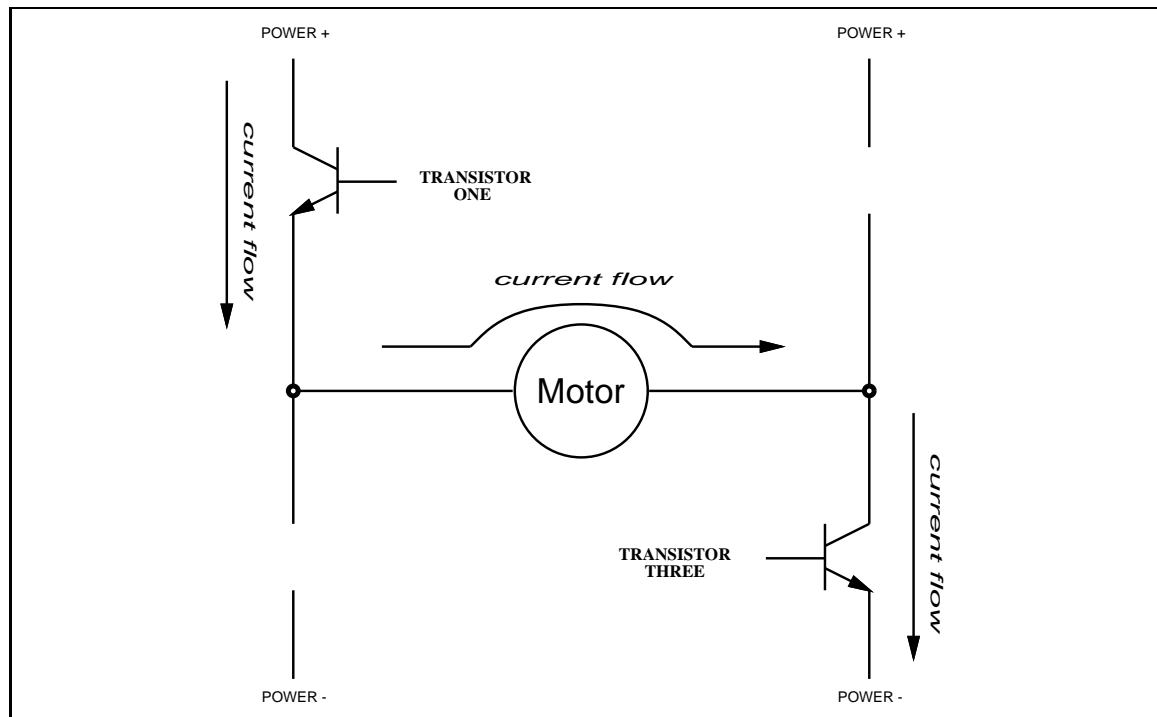 POWER +
POWER +
current flow
TRANSISTOR
ONE
current flow
Motor
current flow
TRANSISTOR
THREE
POWER -
POWER -